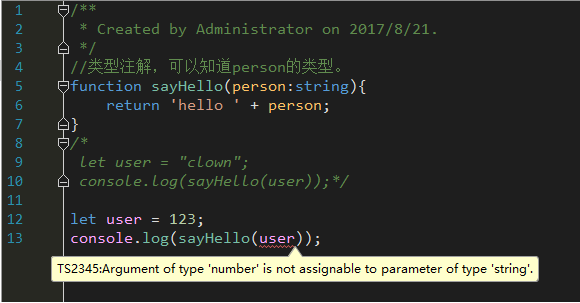 1 /**
2  * Created by Administrator on 2017/8/21.
3  */
4 //类型注解，可以知道person的类型。
5 function sayHello(person:string){
6     return 'hello ' + person;
7 }
8 /*
9  let user = "clown";
10  console.log(sayHello(user));*/
11
12 let user = 123;
13 console.log(sayHello(user));
TS2345:Argument of type 'number' is not assignable to parameter of type 'string'.